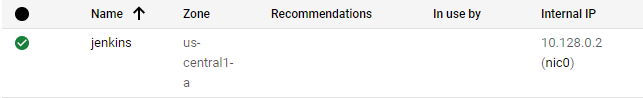 Name Zone Recommendations In use by Internal IP
jenkins us- 10.128.0.2
central1- (nic0)
a